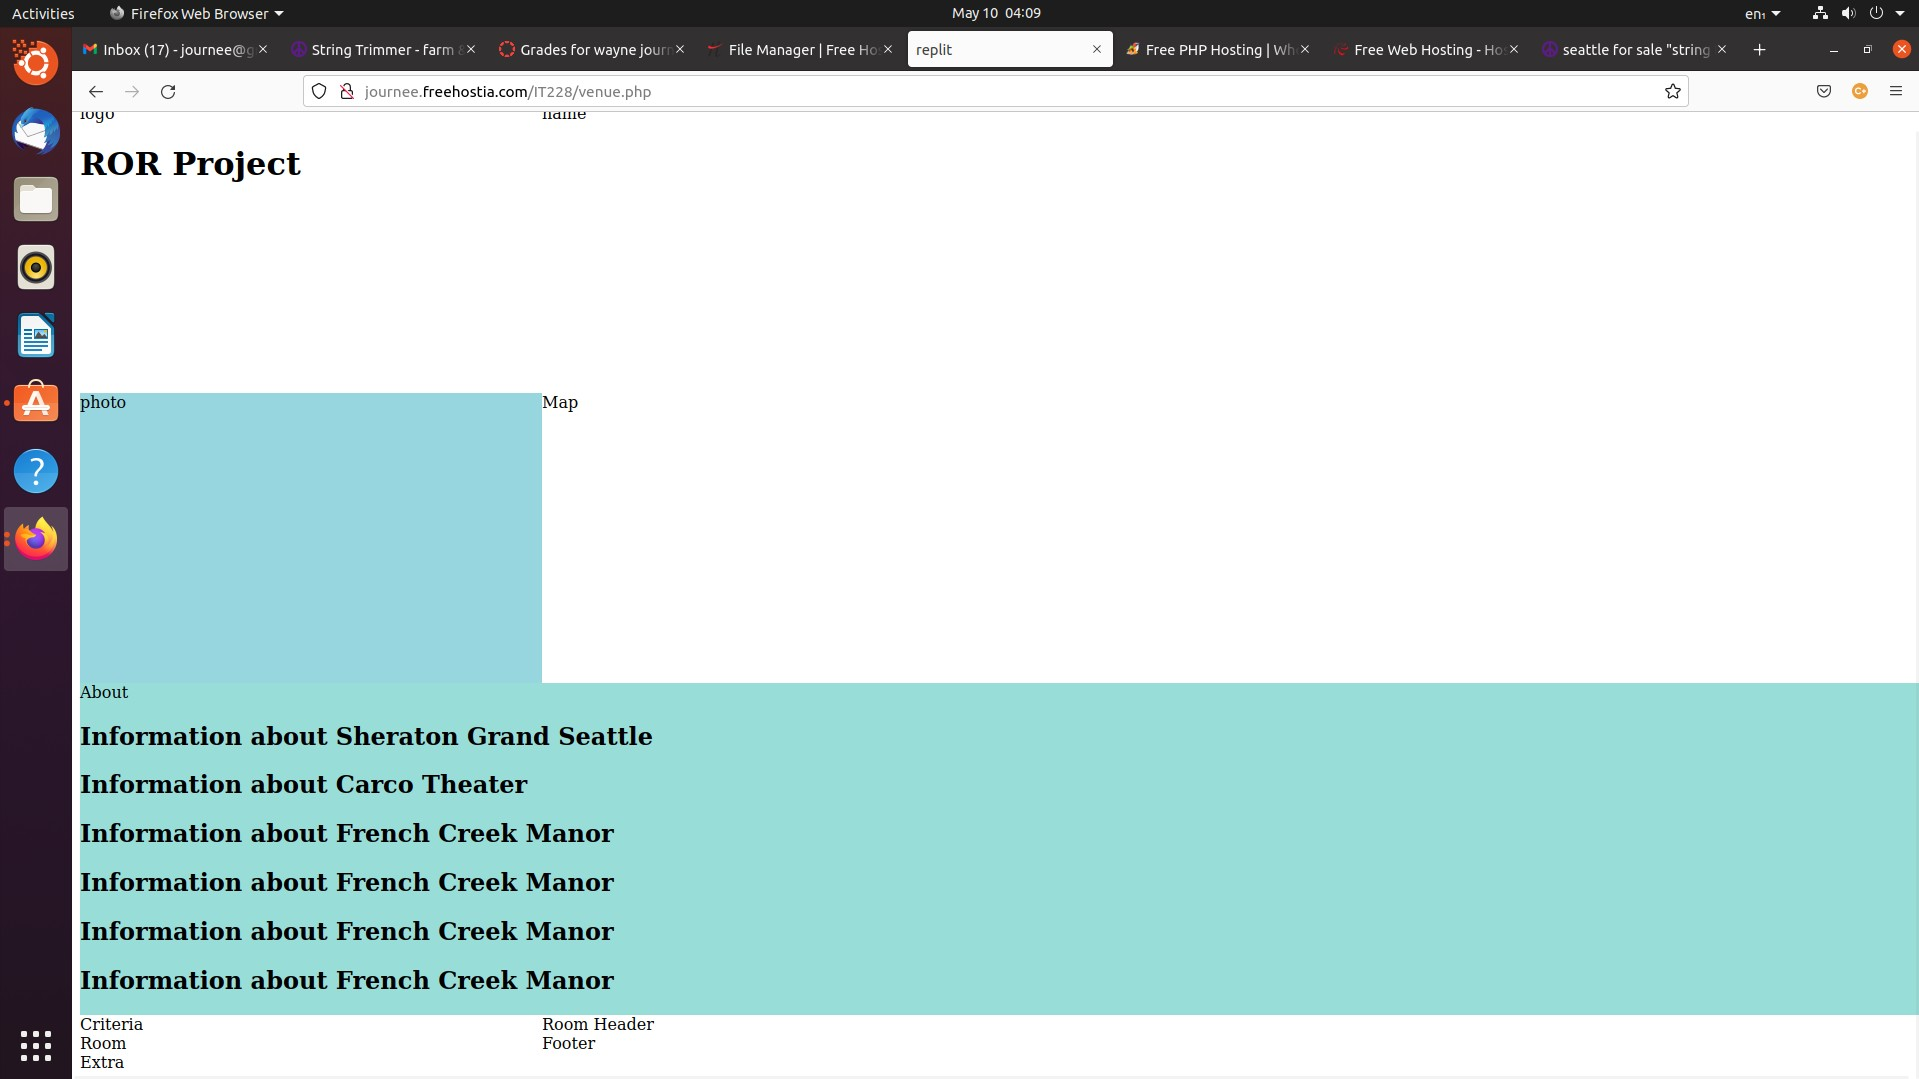 Activities Firefox Web Browser May 10 04:09 en₁
Inbox (17) - journee@g String Trimmer - farm & Grades for wayne journ File Manager | Free Hos replit Free PHP Hosting | Wh Free Web Hosting - Hos seattle for sale "string
journee.freehostia.com/IT228/venue.php
logo name
ROR Project
photo Map
About
Information about Sheraton Grand Seattle
Information about Carco Theater
Information about French Creek Manor
Information about French Creek Manor
Information about French Creek Manor
Information about French Creek Manor
Criteria Room Header
Room Footer
Extra